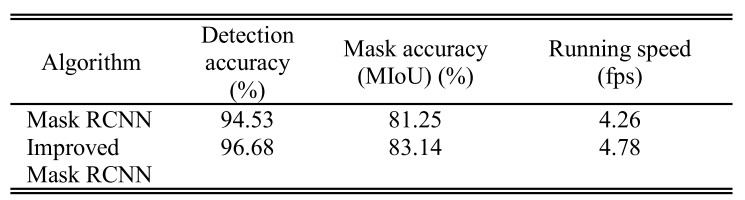 Algorithm Detection accuracy (%) Mask accuracy (MIoU) (%) Running speed (fps)
Mask RCNN 94.53 81.25 4.26
Improved Mask RCNN 96.68 83.14 4.78